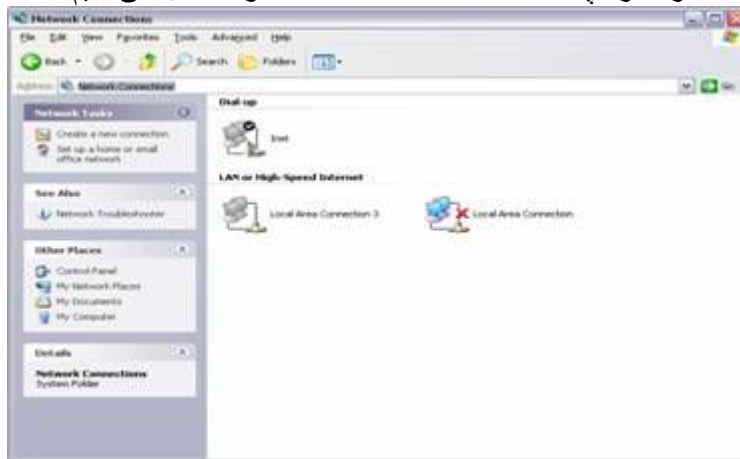 Network Connections
File Edit View Favorites Tools Advanced Help
Back Search Folders
Address Network Connections Go
Network Tasks
Create a new connection
Set up a home or small
office network
See Also
Network Troubleshooter
Other Places
Control Panel
My Network Places
My Documents
My Computer
Details
Network Connections
System Folder
Dial-up
Inet
LAN or High-Speed Internet
Local Area Connection 3
Local Area Connection